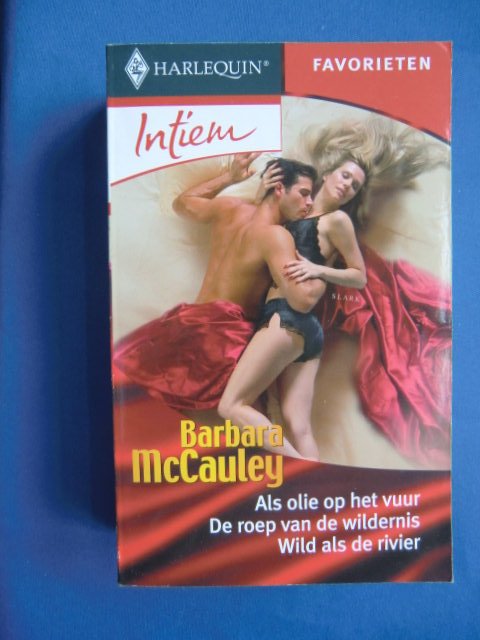 HARLEQUIN®
FAVORIETEN
Intiem
SLARK
Barbara
McCauley
Als olie op het vuur
De roep van de wildernis
Wild als de rivier